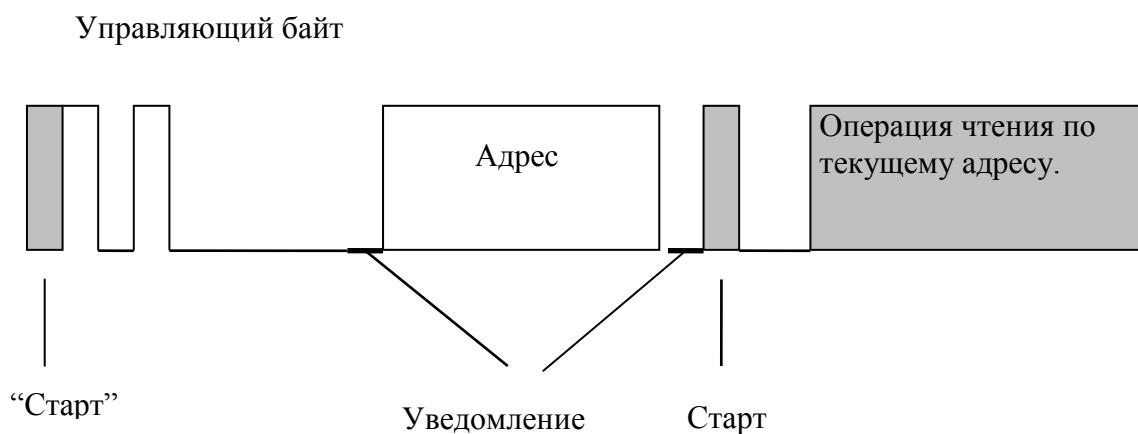 Управляющий байт
Адрес
Операция чтения по
текущему адресу.
“Старт”
Уведомление
Старт